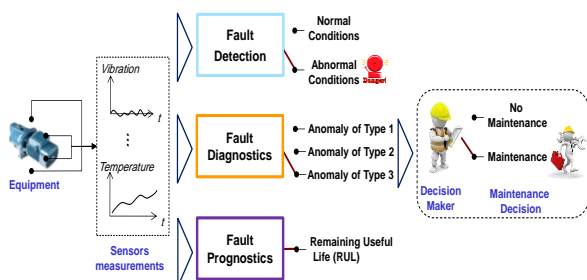 Equipment
Vibration
t
Temperature
t
Sensors
measurements
Fault
Detection
Normal
Conditions
Abnormal
Conditions
Danger!
Fault
Diagnostics
Anomaly of Type 1
Anomaly of Type 2
Anomaly of Type 3
Fault
Prognostics
Remaining Useful
Life (RUL)
No
Maintenance
Maintenance
Decision
Maker
Maintenance
Decision